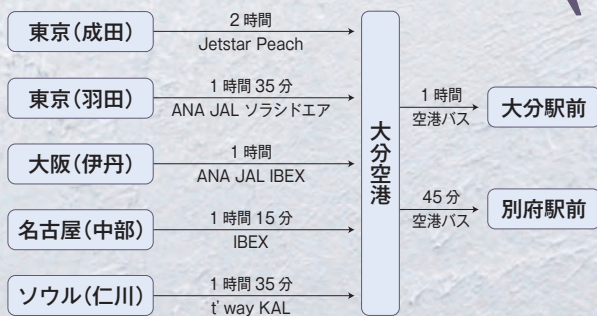 東京(成田)
2時間
Jetstar Peach
東京(羽田)
1時間35分
ANA JAL ソラシドエア
大阪(伊丹)
1時間
ANA JAL IBEX
名古屋(中部)
1時間15分
IBEX
ソウル(仁川)
1時間35分
t'way KAL
大分空港
1時間
空港バス
大分駅前
45分
空港バス
別府駅前